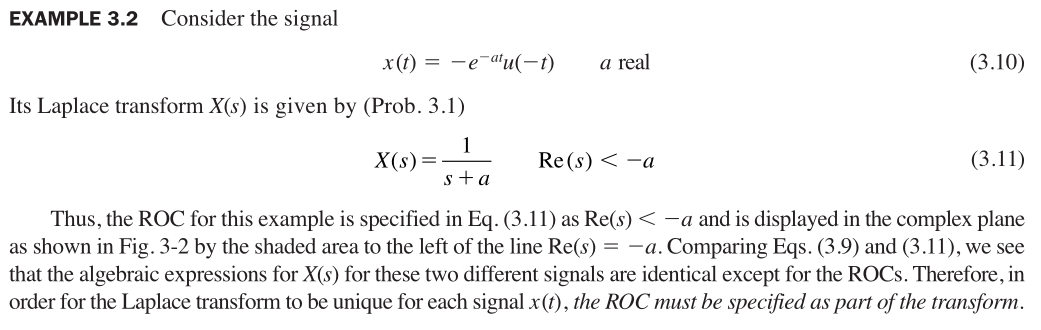 EXAMPLE 3.2 Consider the signal
x(t) = −e^{−at}u(−t) a real (3.10)
Its Laplace transform X(s) is given by (Prob. 3.1)
X(s) = \frac{1}{s + a} Re(s) < −a (3.11)
Thus, the ROC for this example is specified in Eq. (3.11) as Re(s) < −a and is displayed in the complex plane
as shown in Fig. 3-2 by the shaded area to the left of the line Re(s) = −a. Comparing Eqs. (3.9) and (3.11), we see
that the algebraic expressions for X(s) for these two different signals are identical except for the ROCs. Therefore, in
order for the Laplace transform to be unique for each signal x(t), the ROC must be specified as part of the transform.